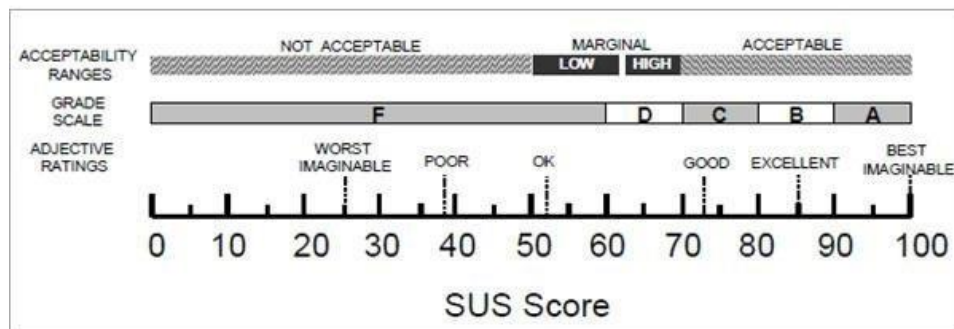 NOT ACCEPTABLE MARGINAL ACCEPTABLE
ACCEPTABILITY
RANGES
LOW HIGH
GRADE
SCALE
F D C B A
ADJECTIVE
RATINGS
WORST
IMAGINABLE
POOR
OK
GOOD
EXCELLENT
BEST
IMAGINABLE
0 10 20 30 40 50 60 70 80 90 100
SUS Score